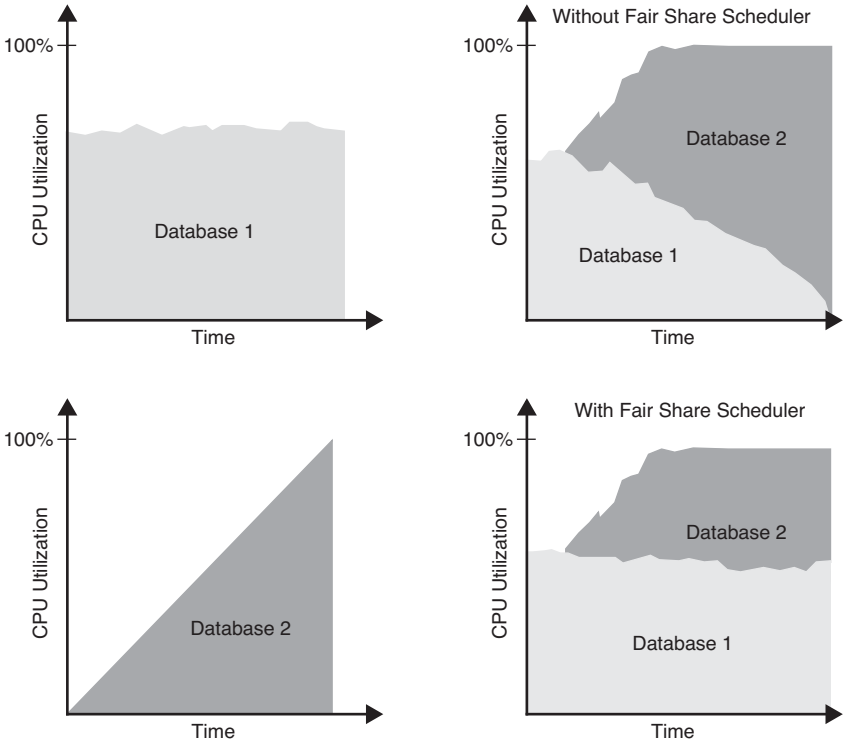 100%
CPU Utilization
Database 1
Time
Without Fair Share Scheduler
100%
CPU Utilization
Database 2
Database 1
Time
100%
CPU Utilization
Database 2
Time
With Fair Share Scheduler
100%
CPU Utilization
Database 2
Database 1
Time